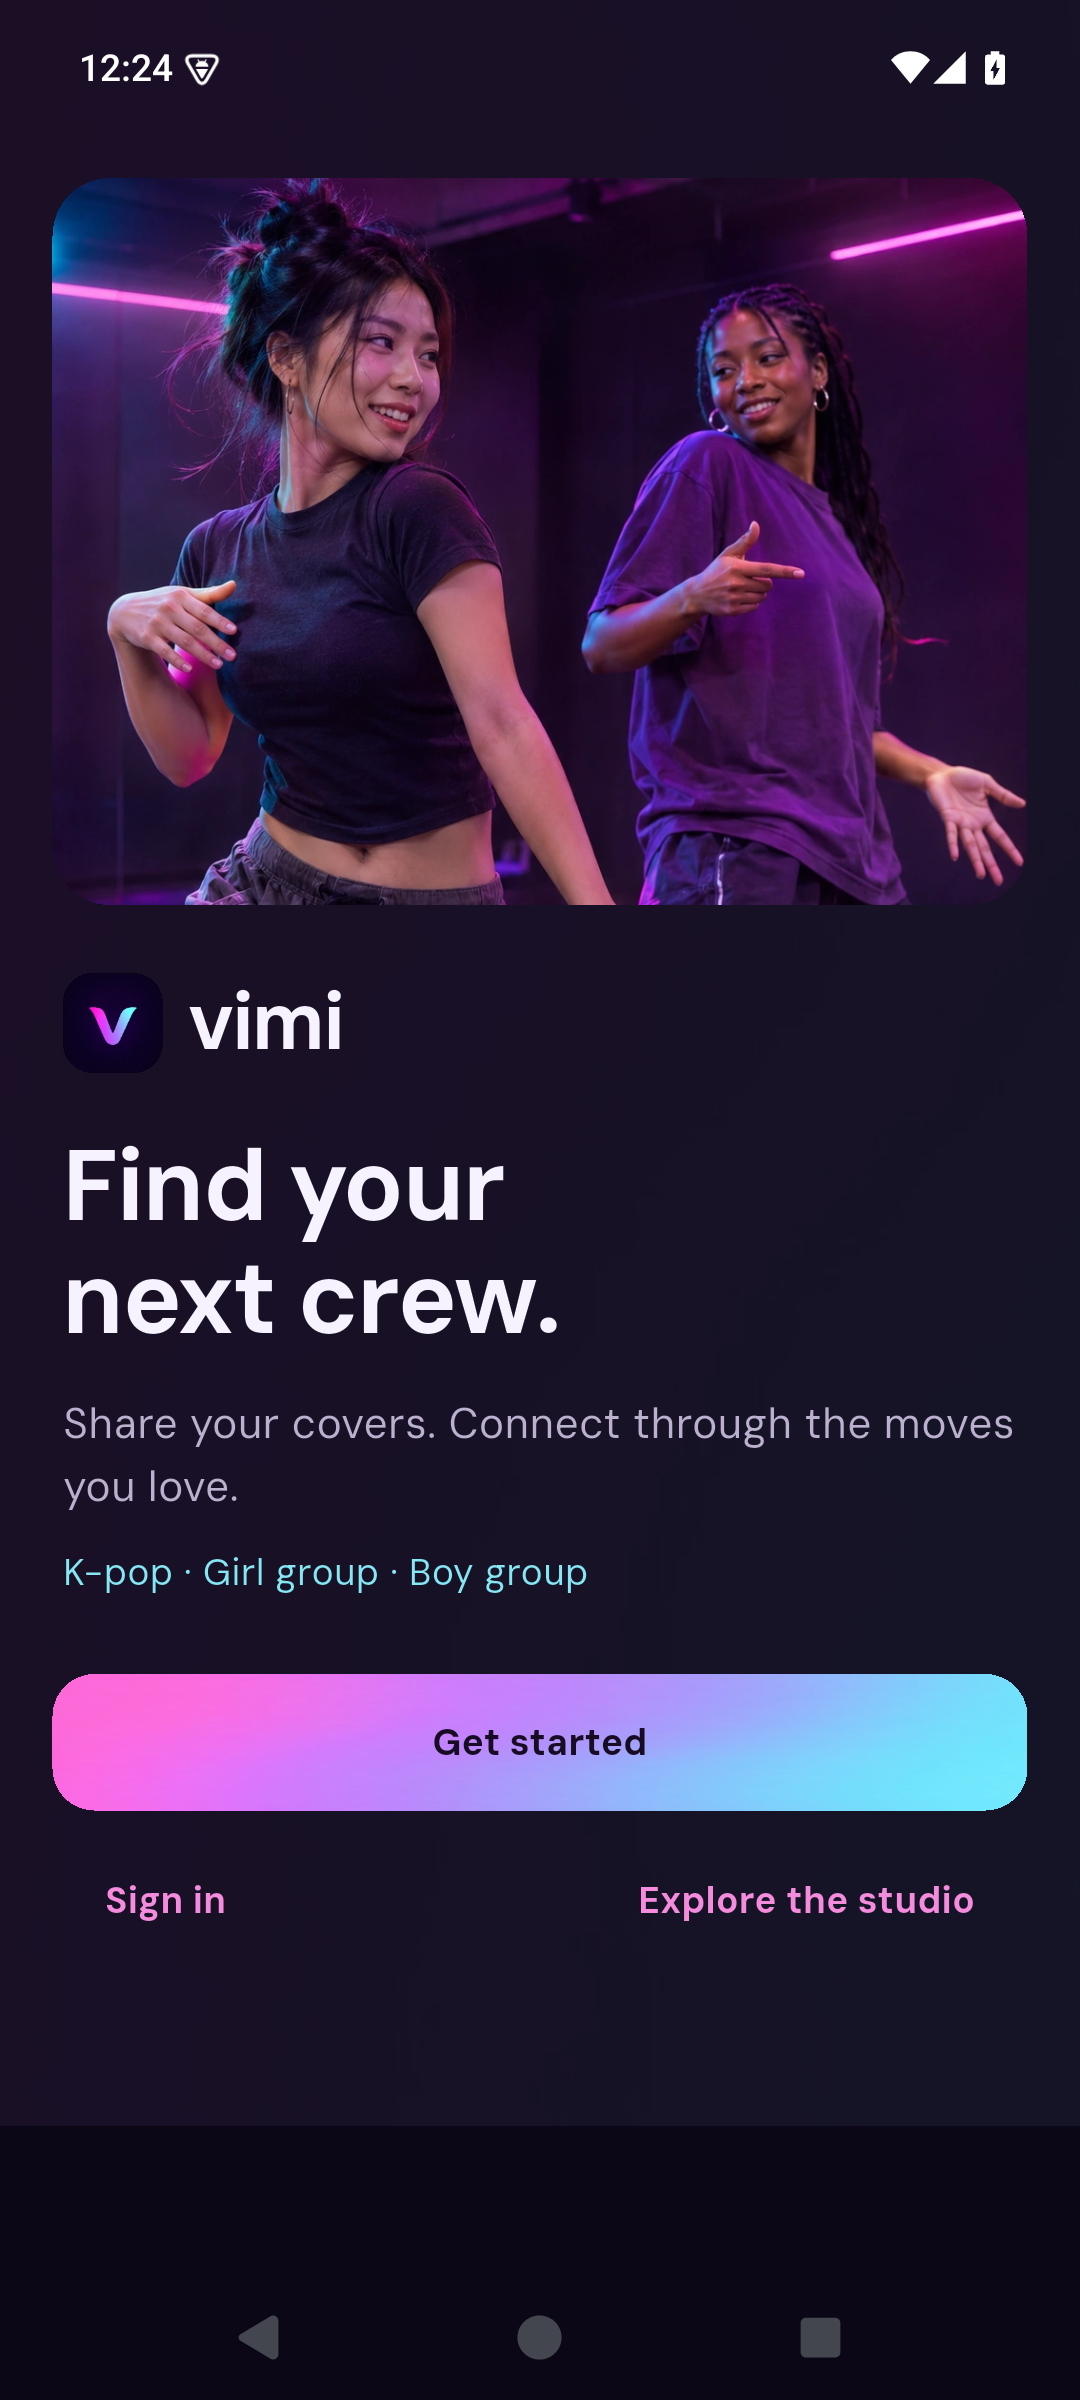 12:24
vimi
Find your
next crew.
Share your covers. Connect through the moves
you love.
K-pop · Girl group · Boy group
Get started
Sign in
Explore the studio